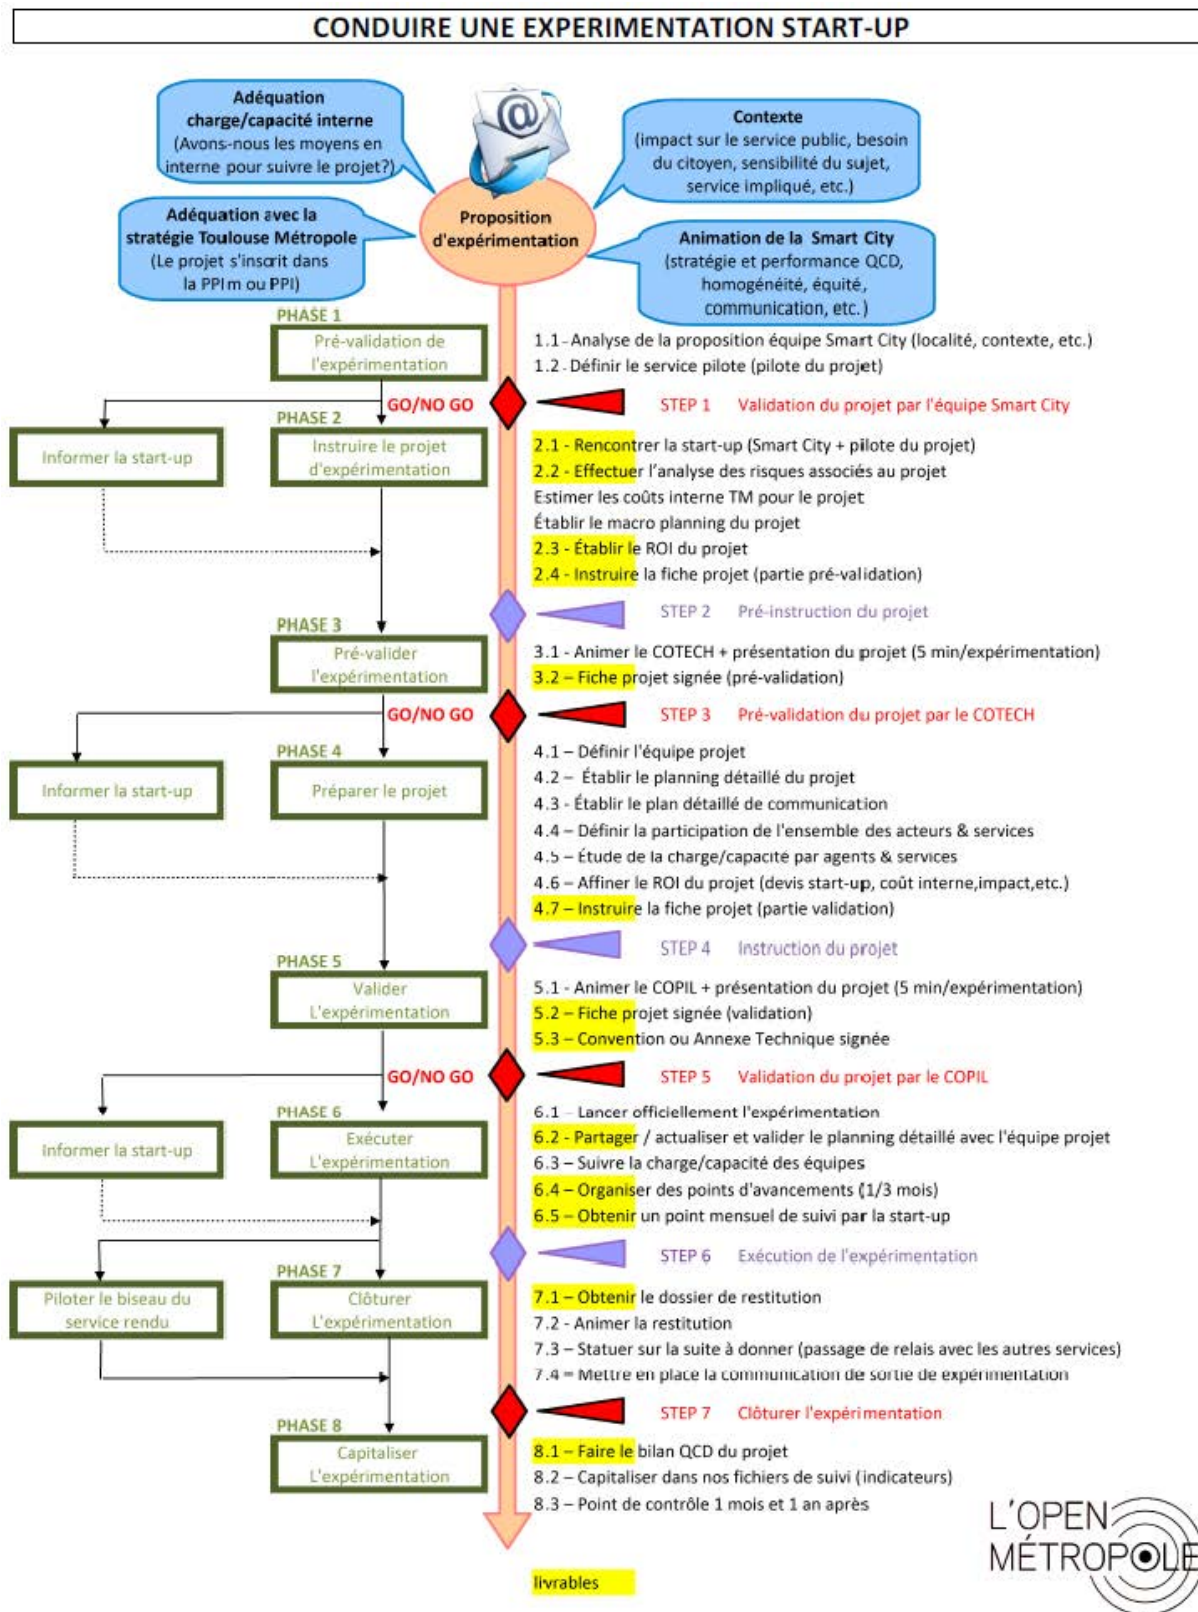 CONDUIRE UNE EXPERIMENTATION START-UP
Adéquation
charge/capacité interne
(Avons-nous les moyens en
interne pour suivre le projet?)
Contexte
(impact sur le service public, besoin
du citoyen, sensibilité du sujet,
service impliqué, etc.)
Adéquation avec la
stratégie Toulouse Métropole
(Le projet s'inscrit dans
la PPIm ou PPI)
Proposition
d'expérimentation
Animation de la Smart City
(stratégie et performance QCD,
homogénéité, équité,
communication, etc.)
PHASE 1
Pré-validation de
l'expérimentation
1.1- Analyse de la proposition équipe Smart City (localité, contexte, etc.)
1.2 - Définir le service pilote (pilote du projet)
GO/NO GO
STEP 1 Validation du projet par l'équipe Smart City
PHASE 2
Informer la start-up
Instruire le projet
d'expérimentation
2.1 - Rencontrer la start-up (Smart City + pilote du projet)
2.2 - Effectuer l'analyse des risques associés au projet
Estimer les coûts interne TM pour le projet
Établir le macro planning du projet
2.3 - Établir le ROI du projet
2.4 - Instruire la fiche projet (partie pré-validation)
STEP 2 Pré-instruction du projet
PHASE 3
Pré-valider
l'expérimentation
3.1 - Animer le COTECH + présentation du projet (5 min/expérimentation)
3.2 – Fiche projet signée (pré-validation)
GO/NO GO
STEP 3 Pré-validation du projet par le COTECH
PHASE 4
Informer la start-up
Préparer le projet
4.1 – Définir l'équipe projet
4.2 – Établir le planning détaillé du projet
4.3 - Établir le plan détaillé de communication
4.4 – Définir la participation de l'ensemble des acteurs & services
4.5 – Étude de la charge/capacité par agents & services
4.6 – Affiner le ROI du projet (devis start-up, coût interne,impact,etc.)
4.7 – Instruire la fiche projet (partie validation)
STEP 4 Instruction du projet
PHASE 5
Valider
L'expérimentation
5.1 - Animer le COPIL + présentation du projet (5 min/expérimentation)
5.2 – Fiche projet signée (validation)
5.3 – Convention ou Annexe Technique signée
GO/NO GO
STEP 5 Validation du projet par le COPIL
PHASE 6
Informer la start-up
Exécuter
L'expérimentation
6.1 – Lancer officiellement l'expérimentation
6.2 - Partager / actualiser et valider le planning détaillé avec l'équipe projet
6.3 – Suivre la charge/capacité des équipes
6.4 – Organiser des points d'avancements (1/3 mois)
6.5 – Obtenir un point mensuel de suivi par la start-up
STEP 6 Exécution de l'expérimentation
PHASE 7
Piloter le biseau du
service rendu
Clôturer
L'expérimentation
7.1 – Obtenir le dossier de restitution
7.2 - Animer la restitution
7.3 – Statuer sur la suite à donner (passage de relais avec les autres services)
7.4 – Mettre en place la communication de sortie de expérimentation
STEP 7 Clôturer l'expérimentation
PHASE 8
Capitaliser
L'expérimentation
8.1 – Faire le bilan QCD du projet
8.2 – Capitaliser dans nos fichiers de suivi (indicateurs)
8.3 – Point de contrôle 1 mois et 1 an après
livrables
L'OPEN
MÉTROPOLE